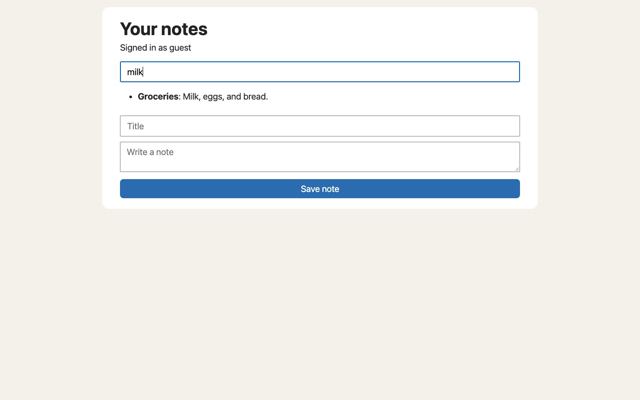 Your notes
Signed in as guest
milk
• Groceries: Milk, eggs, and bread.
Title
Write a note
Save note